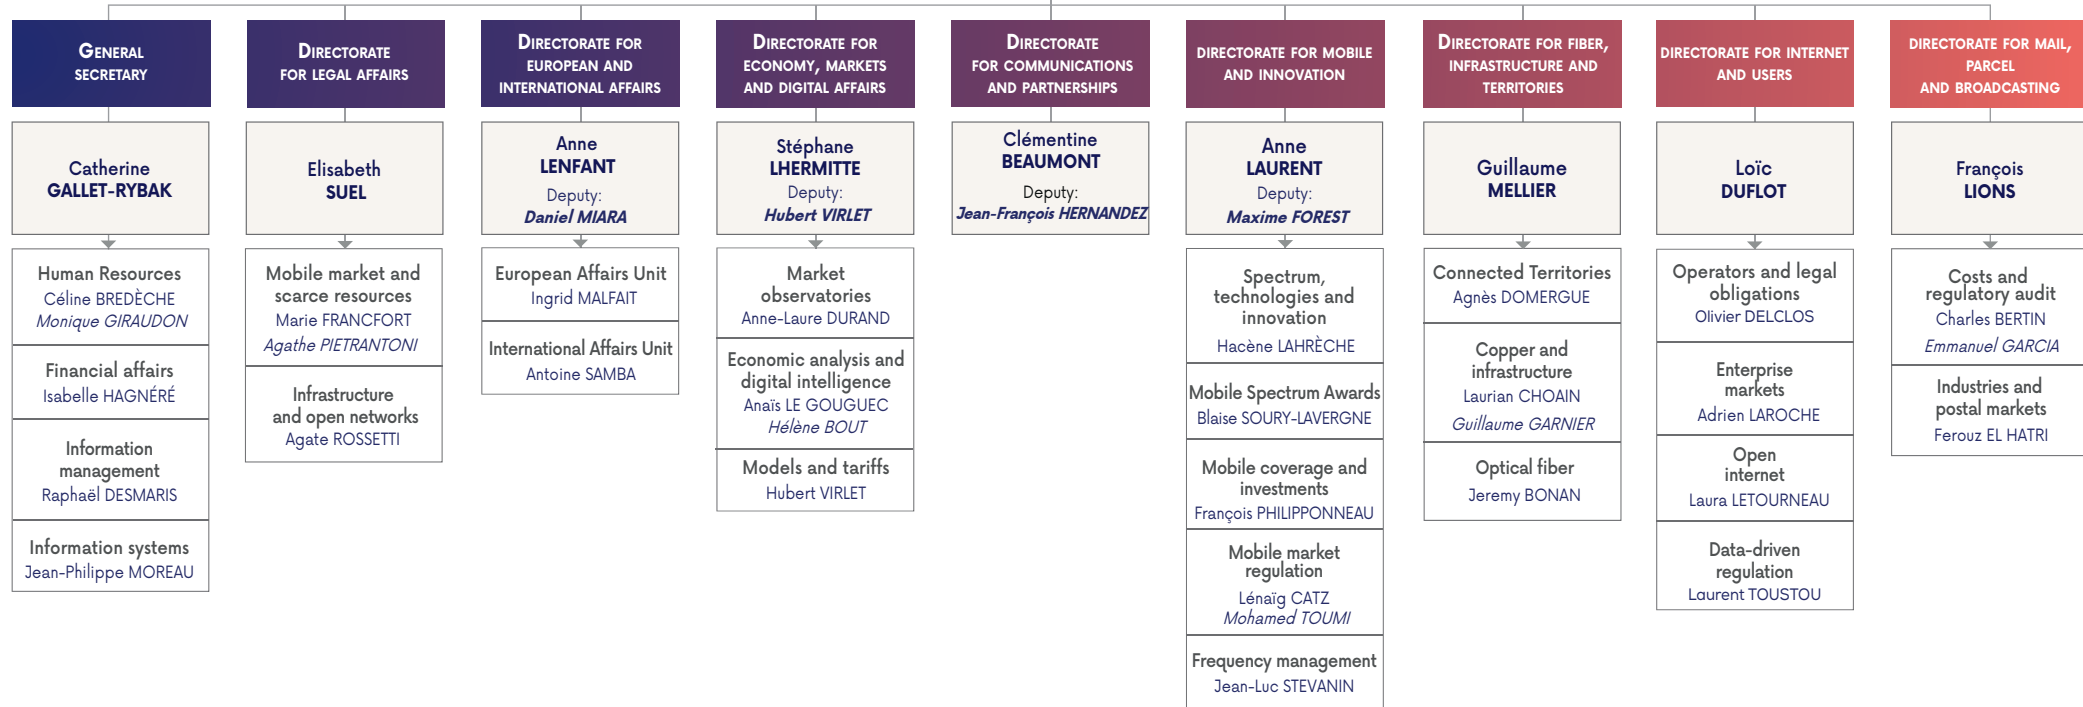 GENERAL
SECRETARY
Catherine
GALLET-RYBAK
Human Resources
Céline BREDÈCHE
Monique GIRAUDON
Financial affairs
Isabelle HAGNÉRÉ
Information
management
Raphaël DESMARIS
Information systems
Jean-Philippe MOREAU
DIRECTORATE
FOR LEGAL AFFAIRS
Elisabeth
SUEL
Mobile market and
scarce resources
Marie FRANCFORT
Agathe PIETRANTONI
Infrastructure
and open networks
Agate ROSSETTI
DIRECTORATE FOR
EUROPEAN AND
INTERNATIONAL AFFAIRS
Anne
LENFANT
Deputy:
Daniel MIARA
European Affairs Unit
Ingrid MALFAIT
International Affairs Unit
Antoine SAMBA
DIRECTORATE FOR
ECONOMY, MARKETS
AND DIGITAL AFFAIRS
Stéphane
LHERMITTE
Deputy:
Hubert VIRLET
Market
observatories
Anne-Laure DURAND
Economic analysis and
digital intelligence
Anaïs LE GOUGUEC
Hélène BOUT
Models and tariffs
Hubert VIRLET
DIRECTORATE
FOR COMMUNICATIONS
AND PARTNERSHIPS
Clémentine
BEAUMONT
Deputy:
Jean-François HERNANDEZ
DIRECTORATE FOR MOBILE
AND INNOVATION
Anne
LAURENT
Deputy:
Maxime FOREST
Spectrum,
technologies and
innovation
Hacène LAHRÈCHE
Mobile Spectrum Awards
Blaise SOURY-LAVERGNE
Mobile coverage and
investments
François PHILIPPONNEAU
Mobile market
regulation
Lénaïg CATZ
Mohamed TOUMI
Frequency management
Jean-Luc STEVANIN
DIRECTORATE FOR FIBER,
INFRASTRUCTURE AND
TERRITORIES
Guillaume
MELLIER
Connected Territories
Agnès DOMERGUE
Copper and
infrastructure
Laurian CHOAIN
Guillaume GARNIER
Optical fiber
Jeremy BONAN
DIRECTORATE FOR INTERNET
AND USERS
Loïc
DUFLOT
Operators and legal
obligations
Olivier DELCLOS
Enterprise
markets
Adrien LAROCHE
Open
internet
Laura LETOURNEAU
Data-driven
regulation
Laurent TOUSTOU
DIRECTORATE FOR MAIL,
PARCEL
AND BROADCASTING
François
LIONS
Costs and
regulatory audit
Charles BERTIN
Emmanuel GARCIA
Industries and
postal markets
Ferouz EL HATRI